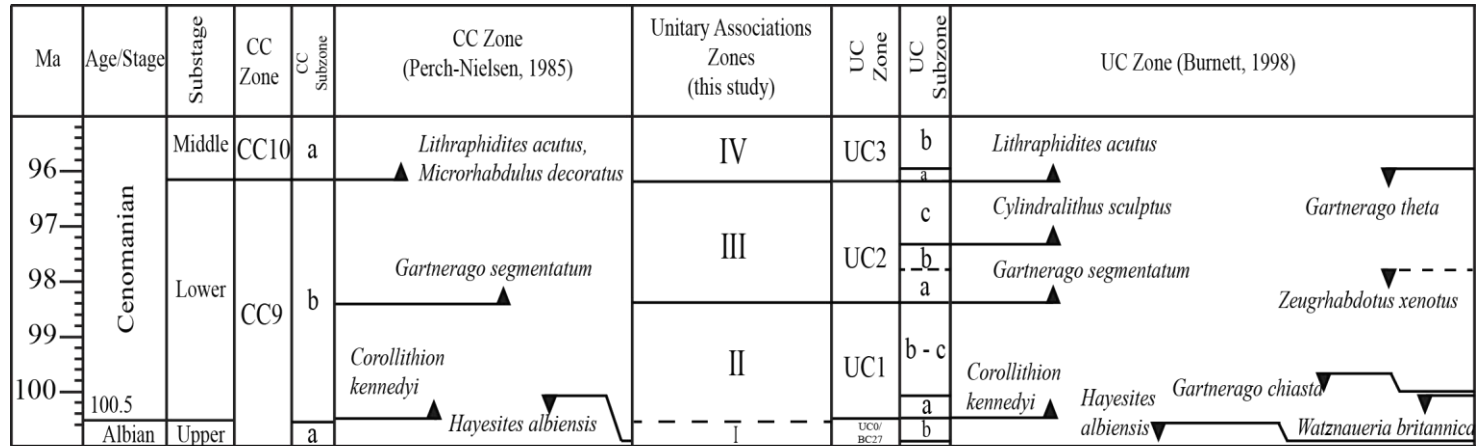 Ma
Age/Stage
Substage
CC
Zone
CC
Subzone
CC Zone
(Perch-Nielsen, 1985)
Unitary Associations
Zones
(this study)
UC
Zone
UC
Subzone
UC Zone (Burnett, 1998)
96
97
98
99
100
Cenomanian
100.5
Albian
Middle
Lower
Upper
CC10
CC9
a
b
a
Lithraphidites acutus,
Microrhabdulus decoratus
Gartnerago segmentatum
Corollithion
kennedyi
Hayesites albiensis
IV
III
II
I
UC3
UC2
UC1
UC0/
BC27
b
a
c
b
a
b - c
a
b
Lithraphidites acutus
Cylindralithus sculptus
Gartnerago segmentatum
Corollithion
kennedyi
Hayesites
albiensis
Gartnerago theta
Zeugrhabdotus xenotus
Gartnerago chiasta
Watznaueria britannica